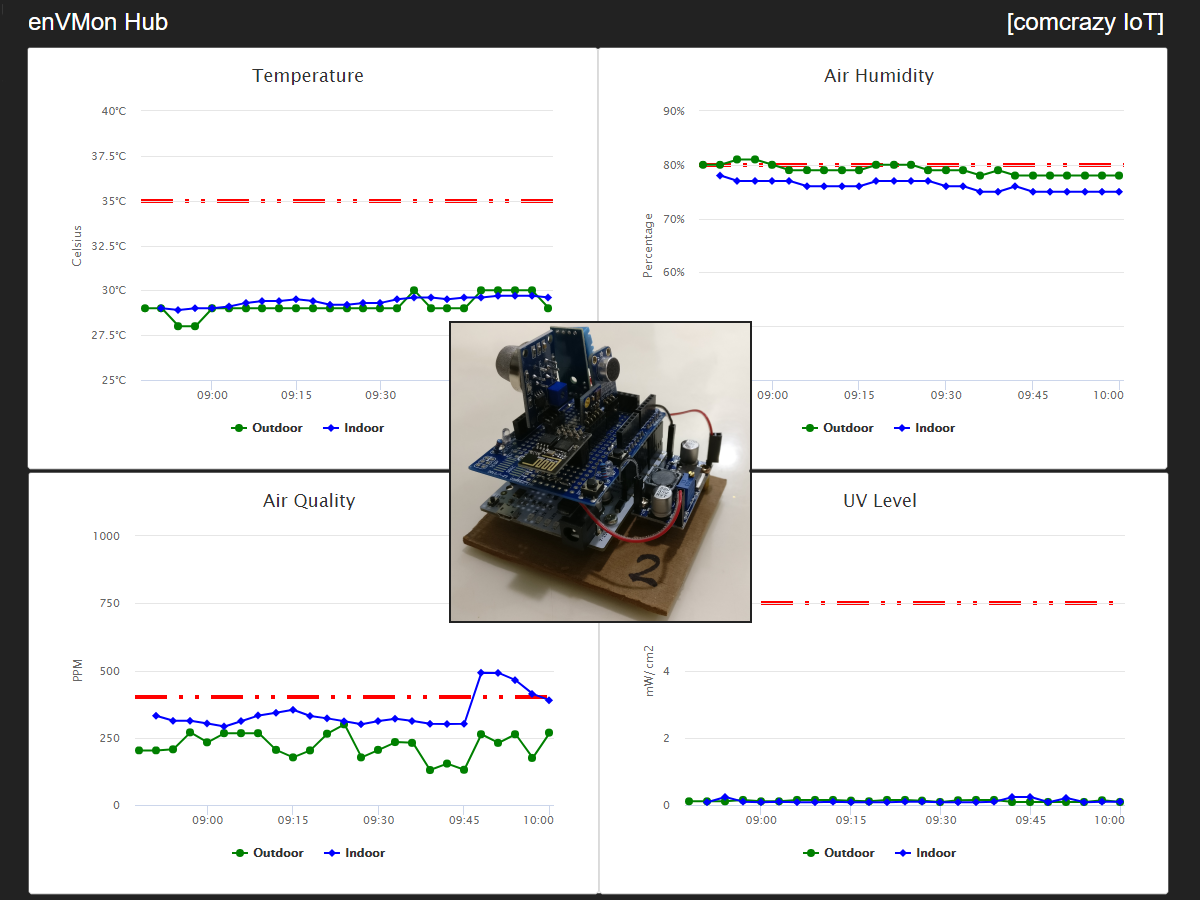 enVMon Hub
[comcrazy IoT]
Temperature
40°C
37.5°C
35°C
32.5°C
30°C
27.5°C
25°C
Celsius
09:00 09:15 09:30
Outdoor Indoor
Air Humidity
90%
80%
70%
60%
Percentage
09:00 09:15 09:30 09:45 10:00
Outdoor Indoor
Air Quality
1000
750
500
250
0
PPM
09:00 09:15 09:30 09:45 10:00
Outdoor Indoor
UV Level
4
2
0
mW/ cm2
09:00 09:15 09:30 09:45 10:00
Outdoor Indoor
2